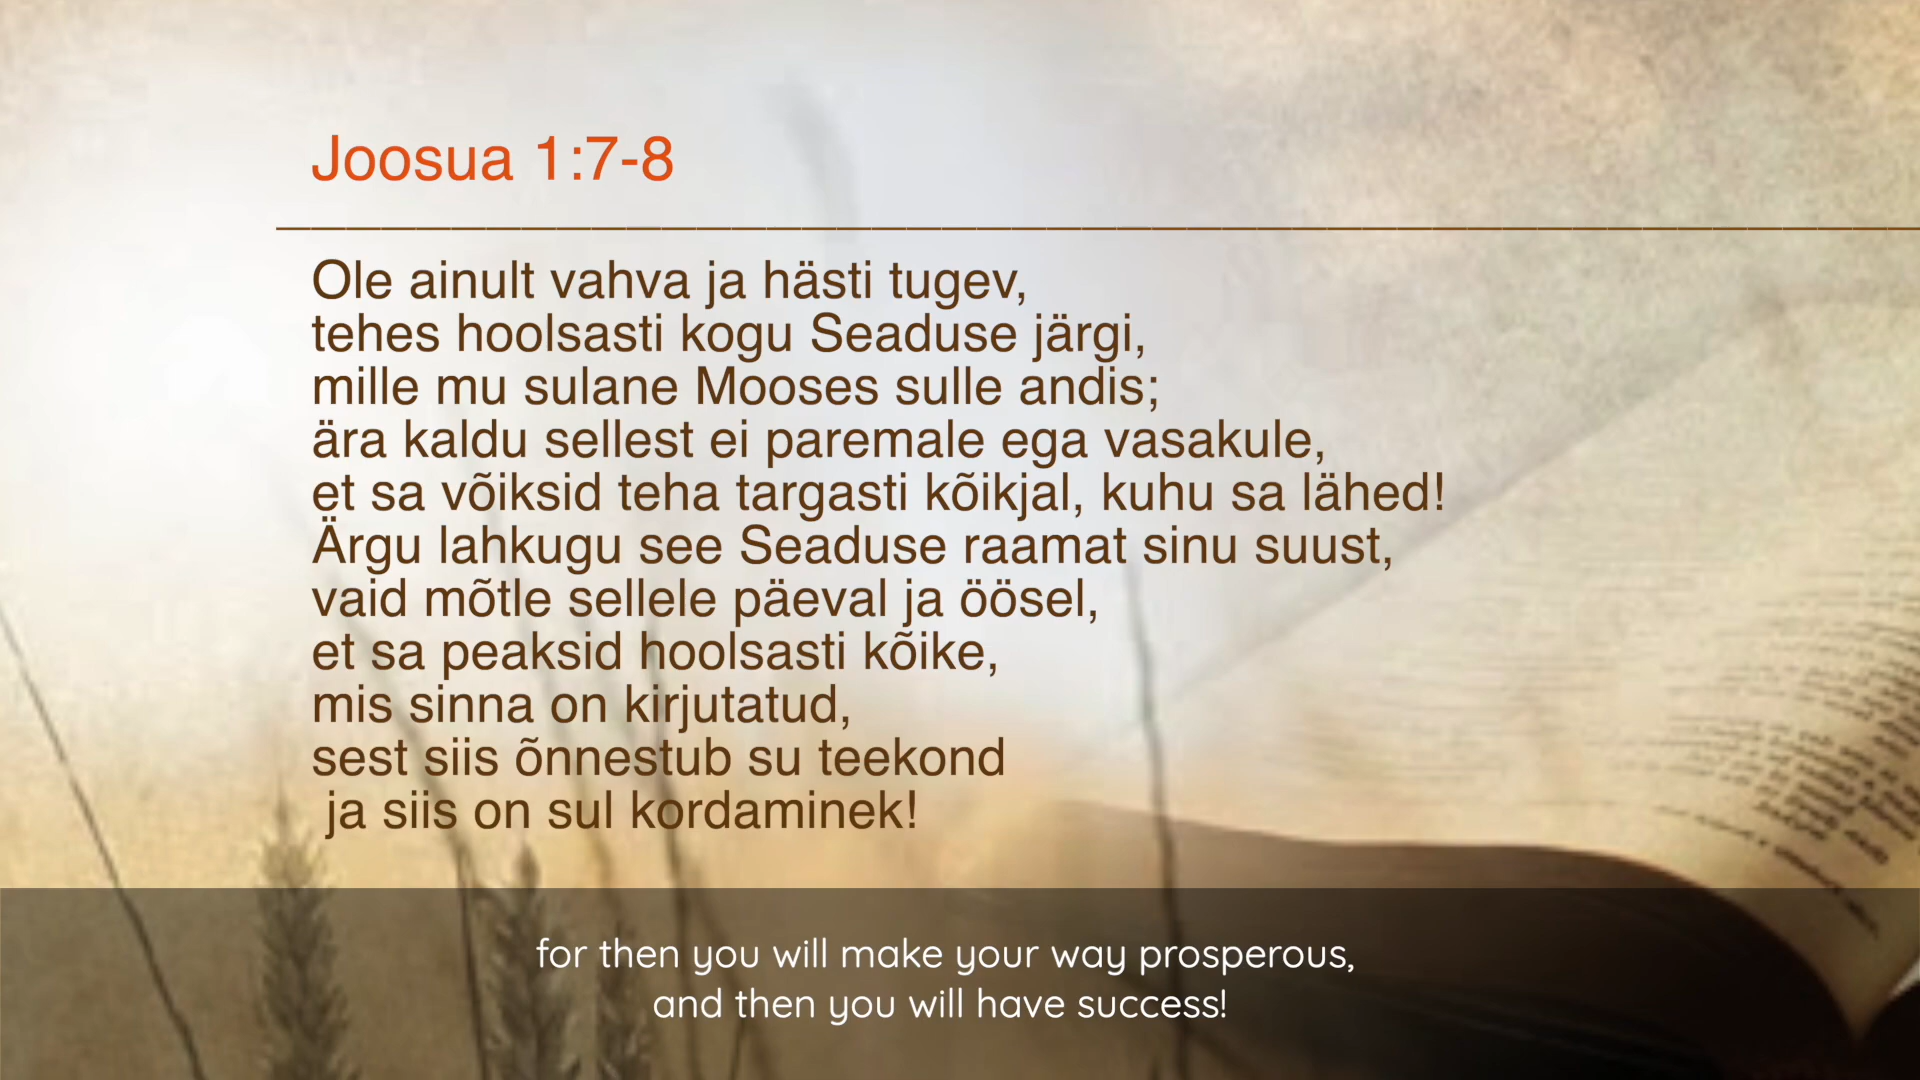 Joosua 1:7-8
Ole ainult vahva ja hästi tugev,
tehes hoolsasti kogu Seaduse järgi,
mille mu sulane Mooses sulle andis;
ära kaldu sellest ei paremale ega vasakule,
et sa võiksid teha targasti kõikjal, kuhu sa lähed!
Ärgu lahkugu see Seaduse raamat sinu suust,
vaid mõtle sellele päeval ja öösel,
et sa peaksid hoolsasti kõike,
mis sinna on kirjutatud,
sest siis õnnestub su teekond
ja siis on sul kordaminek!
for then you will make your way prosperous,
and then you will have success!